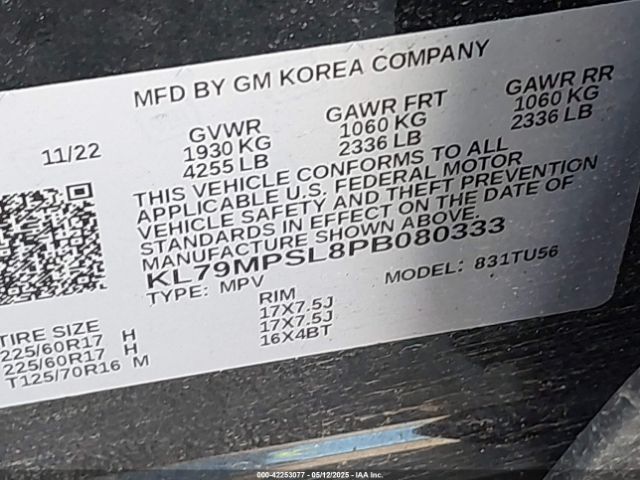 MFD BY GM KOREA COMPANY
11/22 GVWR GAWR FRT GAWR RR
1930 KG 1060 KG 1060 KG
4255 LB 2336 LB 2336 LB
THIS VEHICLE CONFORMS TO ALL
APPLICABLE U.S. FEDERAL MOTOR
VEHICLE SAFETY AND THEFT PREVENTION
STANDARDS IN EFFECT ON THE DATE OF
MANUFACTURE SHOWN ABOVE.
KL79MPSL8PB080333
TYPE: MPV MODEL: 831TU56
TIRE SIZE RIM
225/60R17 H 17X7.5J
225/60R17 H 17X7.5J
T125/70R16 M 16X4BT
000-42253077 — 05/12/2025 — IAA Inc.